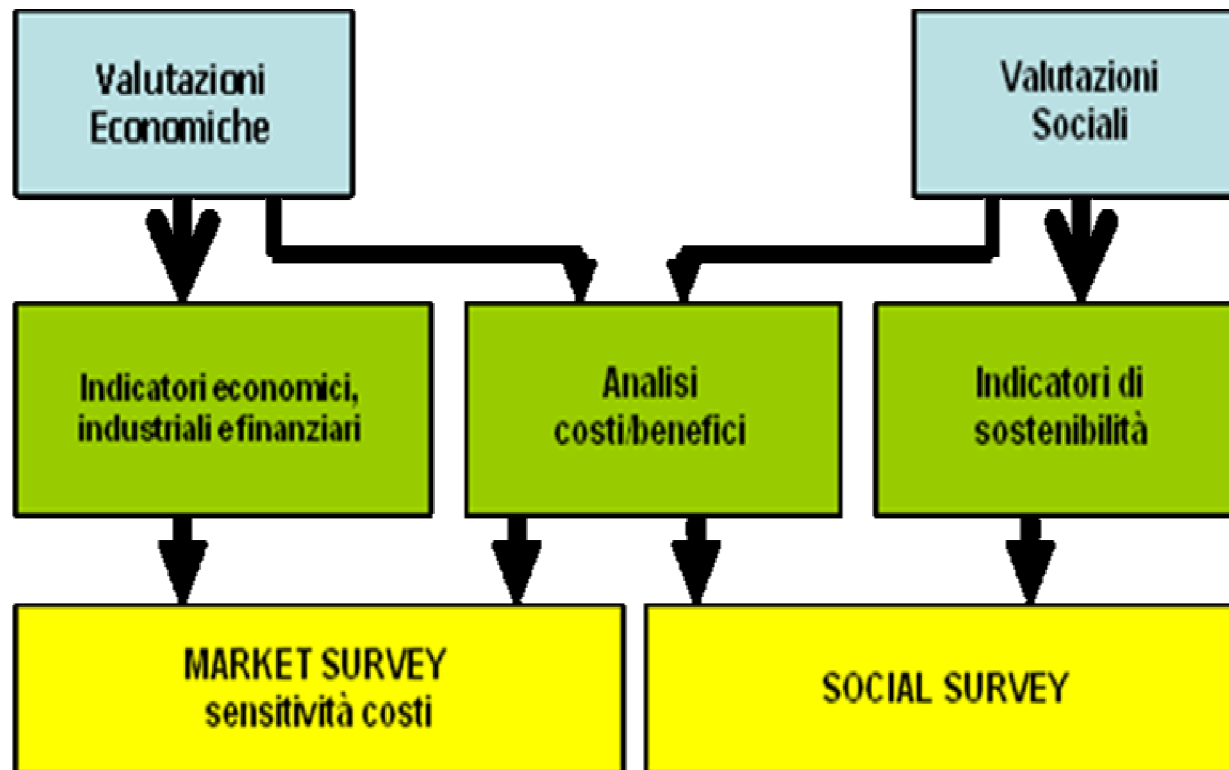 Valutazioni
Economiche
Valutazioni
Sociali
Indicatori economici,
industriali e finanziari
Analisi
costi/benefici
Indicatori di
sostenibilità
MARKET SURVEY
sensitività costi
SOCIAL SURVEY